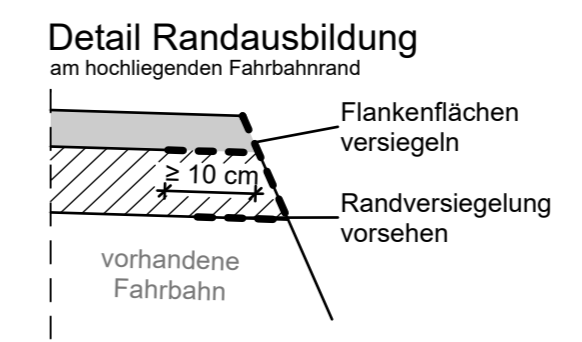 Detail Randausbildung
am hochliegenden Fahrbahnrand
Flankenflächen
versiegeln
≥ 10 cm
Randversiegelung
vorsehen
vorhandene
Fahrbahn